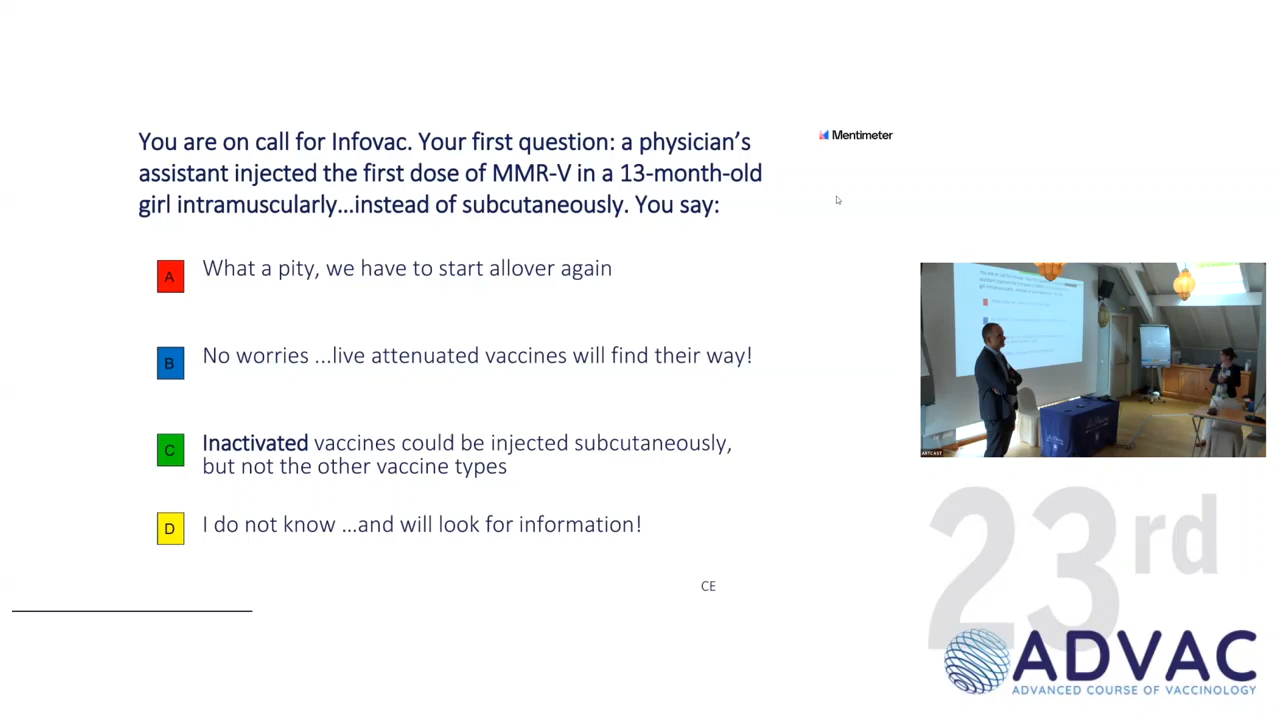 You are on call for Infovac. Your first question: a physician’s
assistant injected the first dose of MMR-V in a 13-month-old
girl intramuscularly...instead of subcutaneously. You say:
Mentimeter
A What a pity, we have to start allover again
B No worries ...live attenuated vaccines will find their way!
C Inactivated vaccines could be injected subcutaneously,
but not the other vaccine types
D I do not know ...and will look for information!
CE
ARTCAST
23rd
ADVAC
ADVANCED COURSE OF VACCINOLOGY